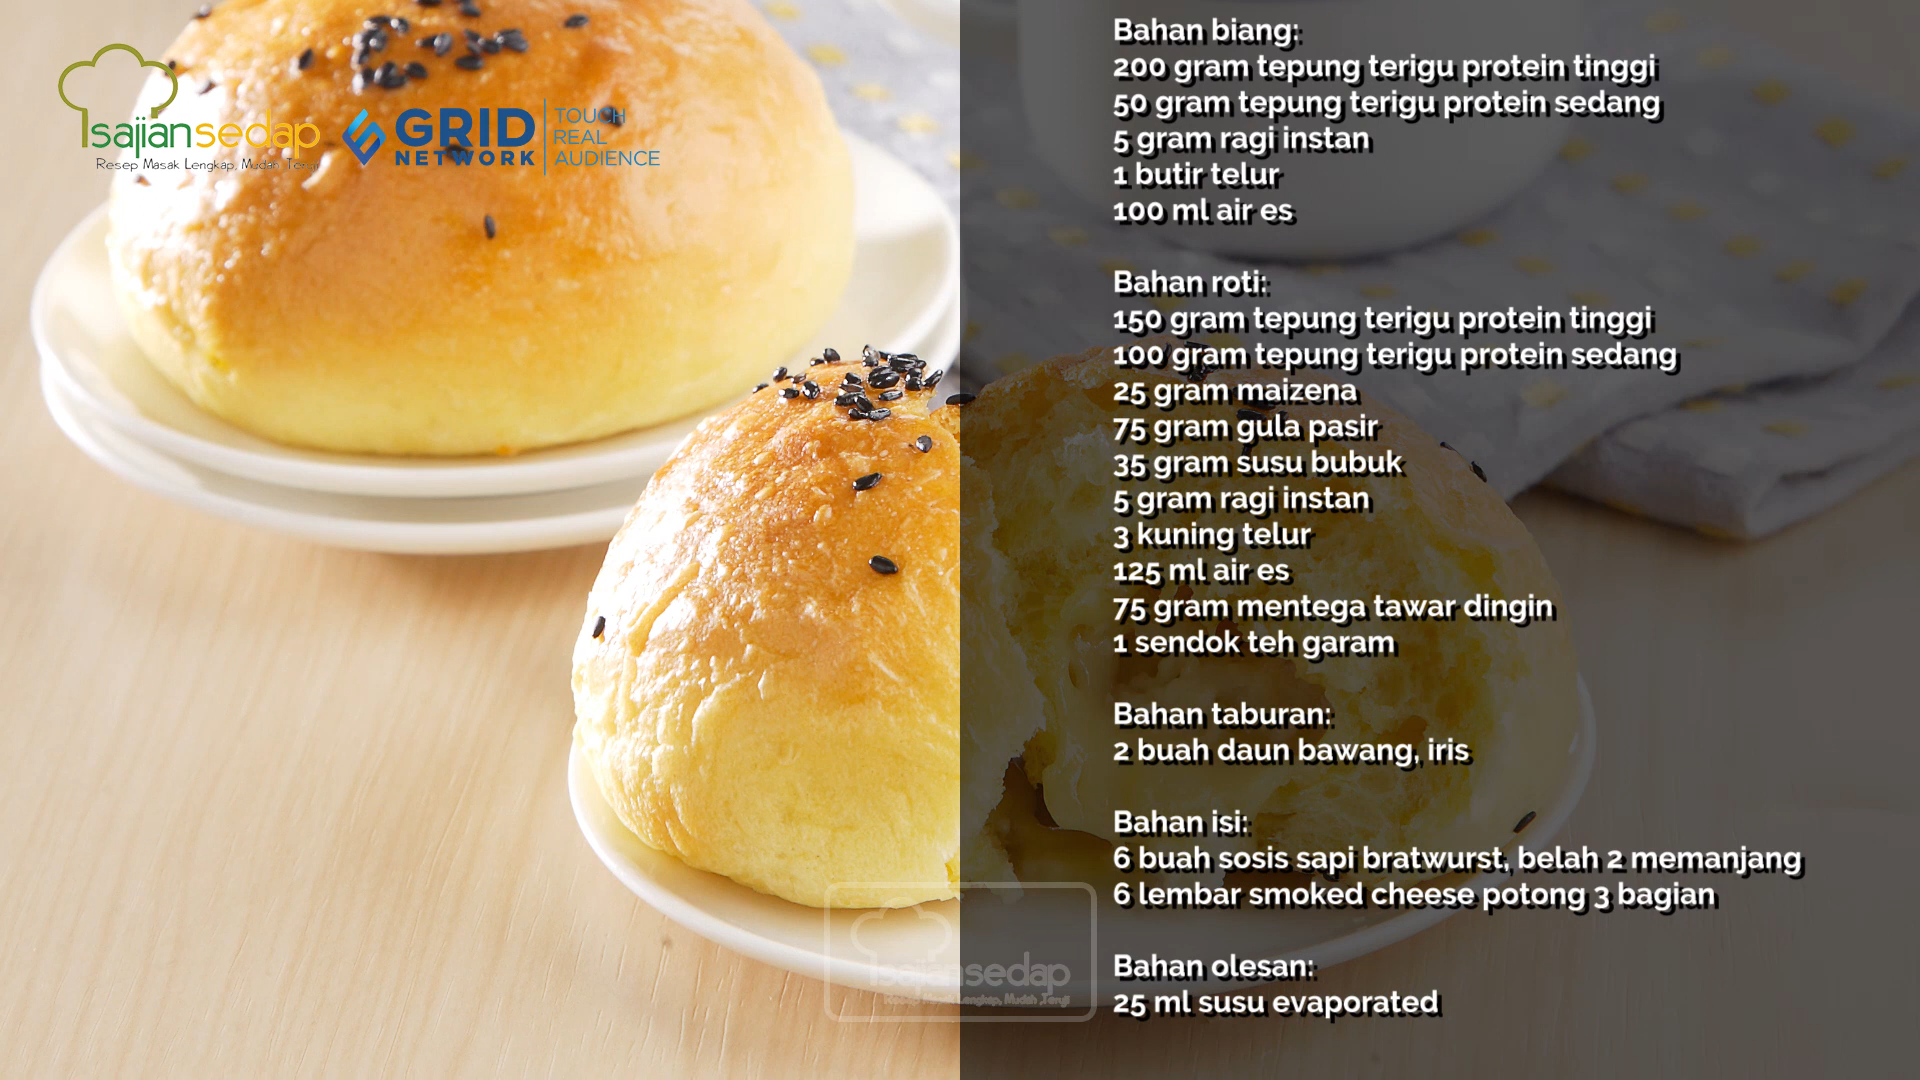 sajiansedap
Resep Masak Lengkap, Mudah, Teruji
GRID
NETWORK
TOUCH
REAL
AUDIENCE
Bahan biang:
200 gram tepung terigu protein tinggi
50 gram tepung terigu protein sedang
5 gram ragi instan
1 butir telur
100 ml air es
Bahan roti:
150 gram tepung terigu protein tinggi
100 gram tepung terigu protein sedang
25 gram maizena
75 gram gula pasir
35 gram susu bubuk
5 gram ragi instan
3 kuning telur
125 ml air es
75 gram mentega tawar dingin
1 sendok teh garam
Bahan taburan:
2 buah daun bawang, iris
Bahan isi:
6 buah sosis sapi bratwurst, belah 2 memanjang
6 lembar smoked cheese potong 3 bagian
Bahan olesan:
25 ml susu evaporated
sajiansedap
Resep Masak Lengkap, Mudah ,Teruji